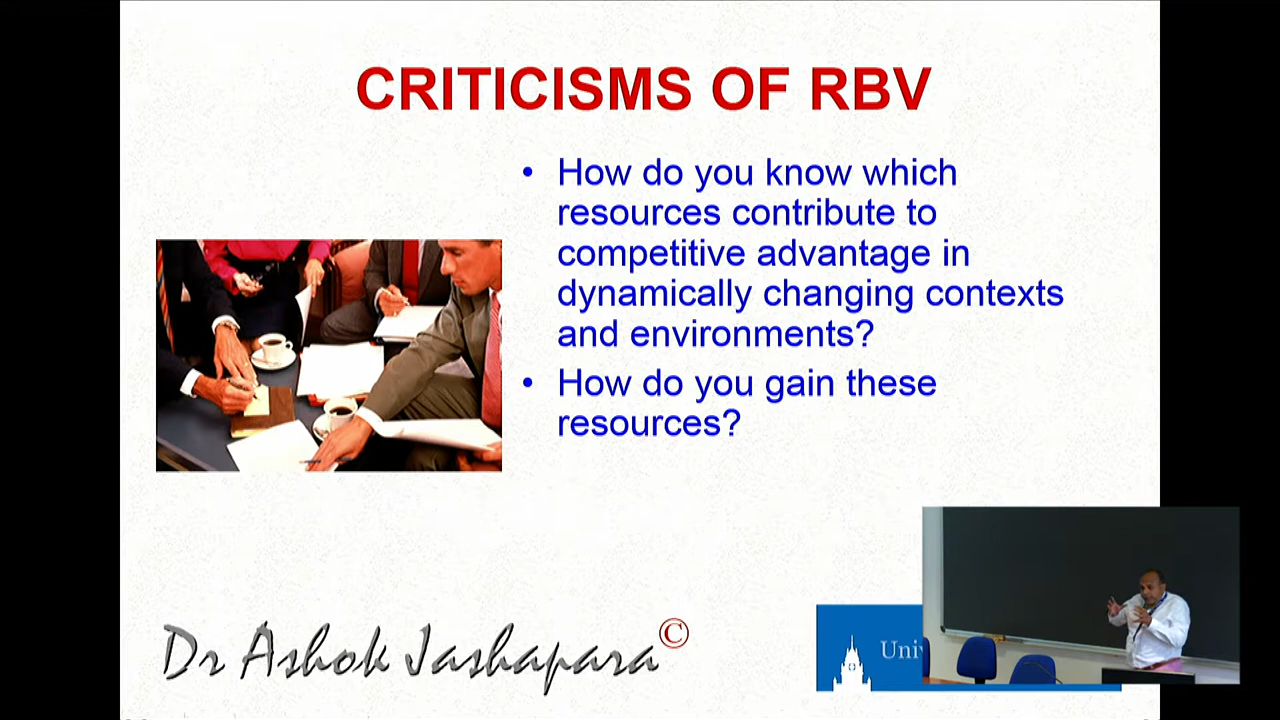 CRITICISMS OF RBV
• How do you know which
resources contribute to
competitive advantage in
dynamically changing contexts
and environments?
• How do you gain these
resources?
Dr Ashok Jashapara©